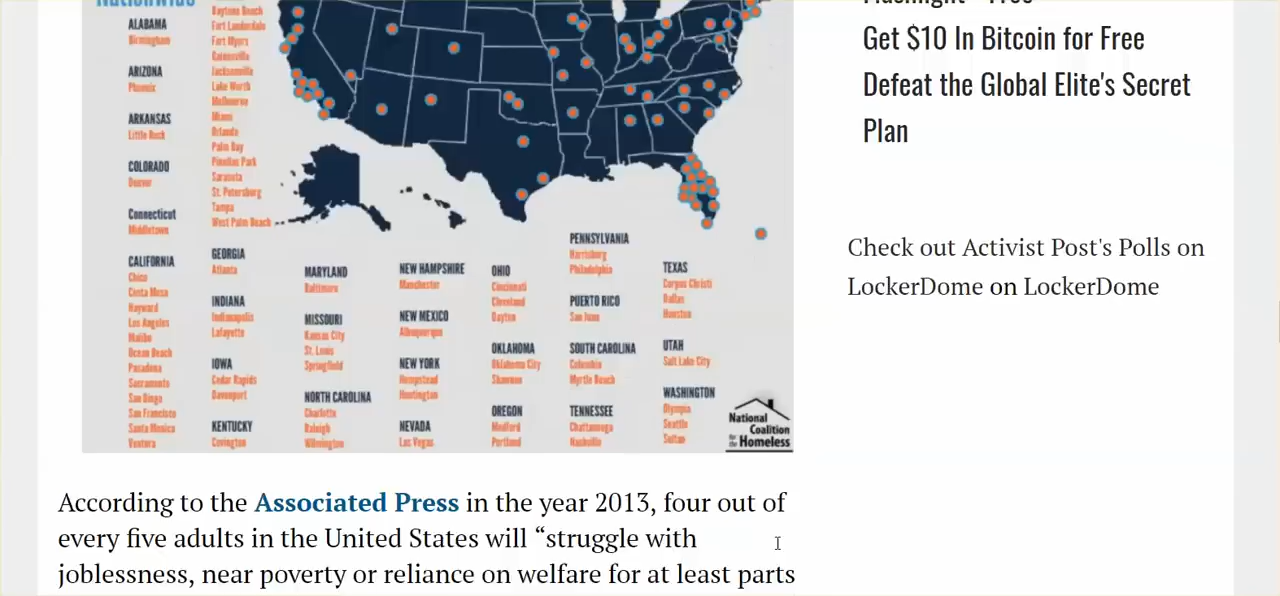 Nationwide
ALABAMA
Birmingham
ARIZONA
Phoenix
ARKANSAS
Little Rock
COLORADO
Denver
Connecticut
Middletown
CALIFORNIA
Chico
Costa Mesa
Hayward
Los Angeles
Malibu
Ocean Beach
Pasadena
Sacramento
San Diego
San Francisco
Santa Monica
Ventura
Daytona Beach
Fort Lauderdale
Fort Myers
Gainesville
Jacksonville
Lake Worth
Melbourne
Miami
Orlando
Palm Bay
Pinellas Park
Sarasota
St. Petersburg
Tampa
West Palm Beach
GEORGIA
Atlanta
INDIANA
Indianapolis
Lafayette
IOWA
Cedar Rapids
Davenport
KENTUCKY
Covington
MARYLAND
Baltimore
MISSOURI
Kansas City
St. Louis
Springfield
NORTH CAROLINA
Charlotte
Raleigh
Wilmington
NEW HAMPSHIRE
Manchester
NEW MEXICO
Albuquerque
NEW YORK
Hempstead
Huntington
NEVADA
Las Vegas
OHIO
Cincinnati
Cleveland
Dayton
OKLAHOMA
Oklahoma City
Shawnee
OREGON
Medford
Portland
PENNSYLVANIA
Harrisburg
Philadelphia
PUERTO RICO
San Juan
SOUTH CAROLINA
Columbia
Myrtle Beach
TENNESSEE
Chattanooga
Nashville
TEXAS
Corpus Christi
Dallas
Houston
UTAH
Salt Lake City
WASHINGTON
Olympia
Seattle
Sultan
National
Coalition
for the Homeless
According to the Associated Press in the year 2013, four out of
every five adults in the United States will “struggle with
joblessness, near poverty or reliance on welfare for at least parts
Flashlight – Free
Get $10 In Bitcoin for Free
Defeat the Global Elite's Secret
Plan
Check out Activist Post's Polls on
LockerDome on LockerDome